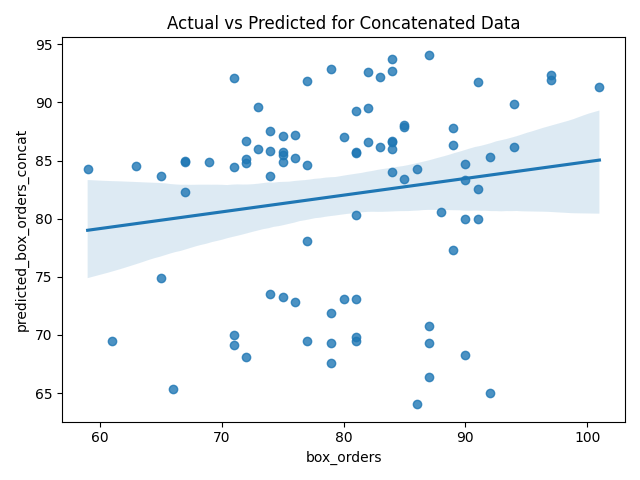 Actual vs Predicted for Concatenated Data
predicted_box_orders_concat
95
90
85
80
75
70
65
60 70 80 90 100
box_orders